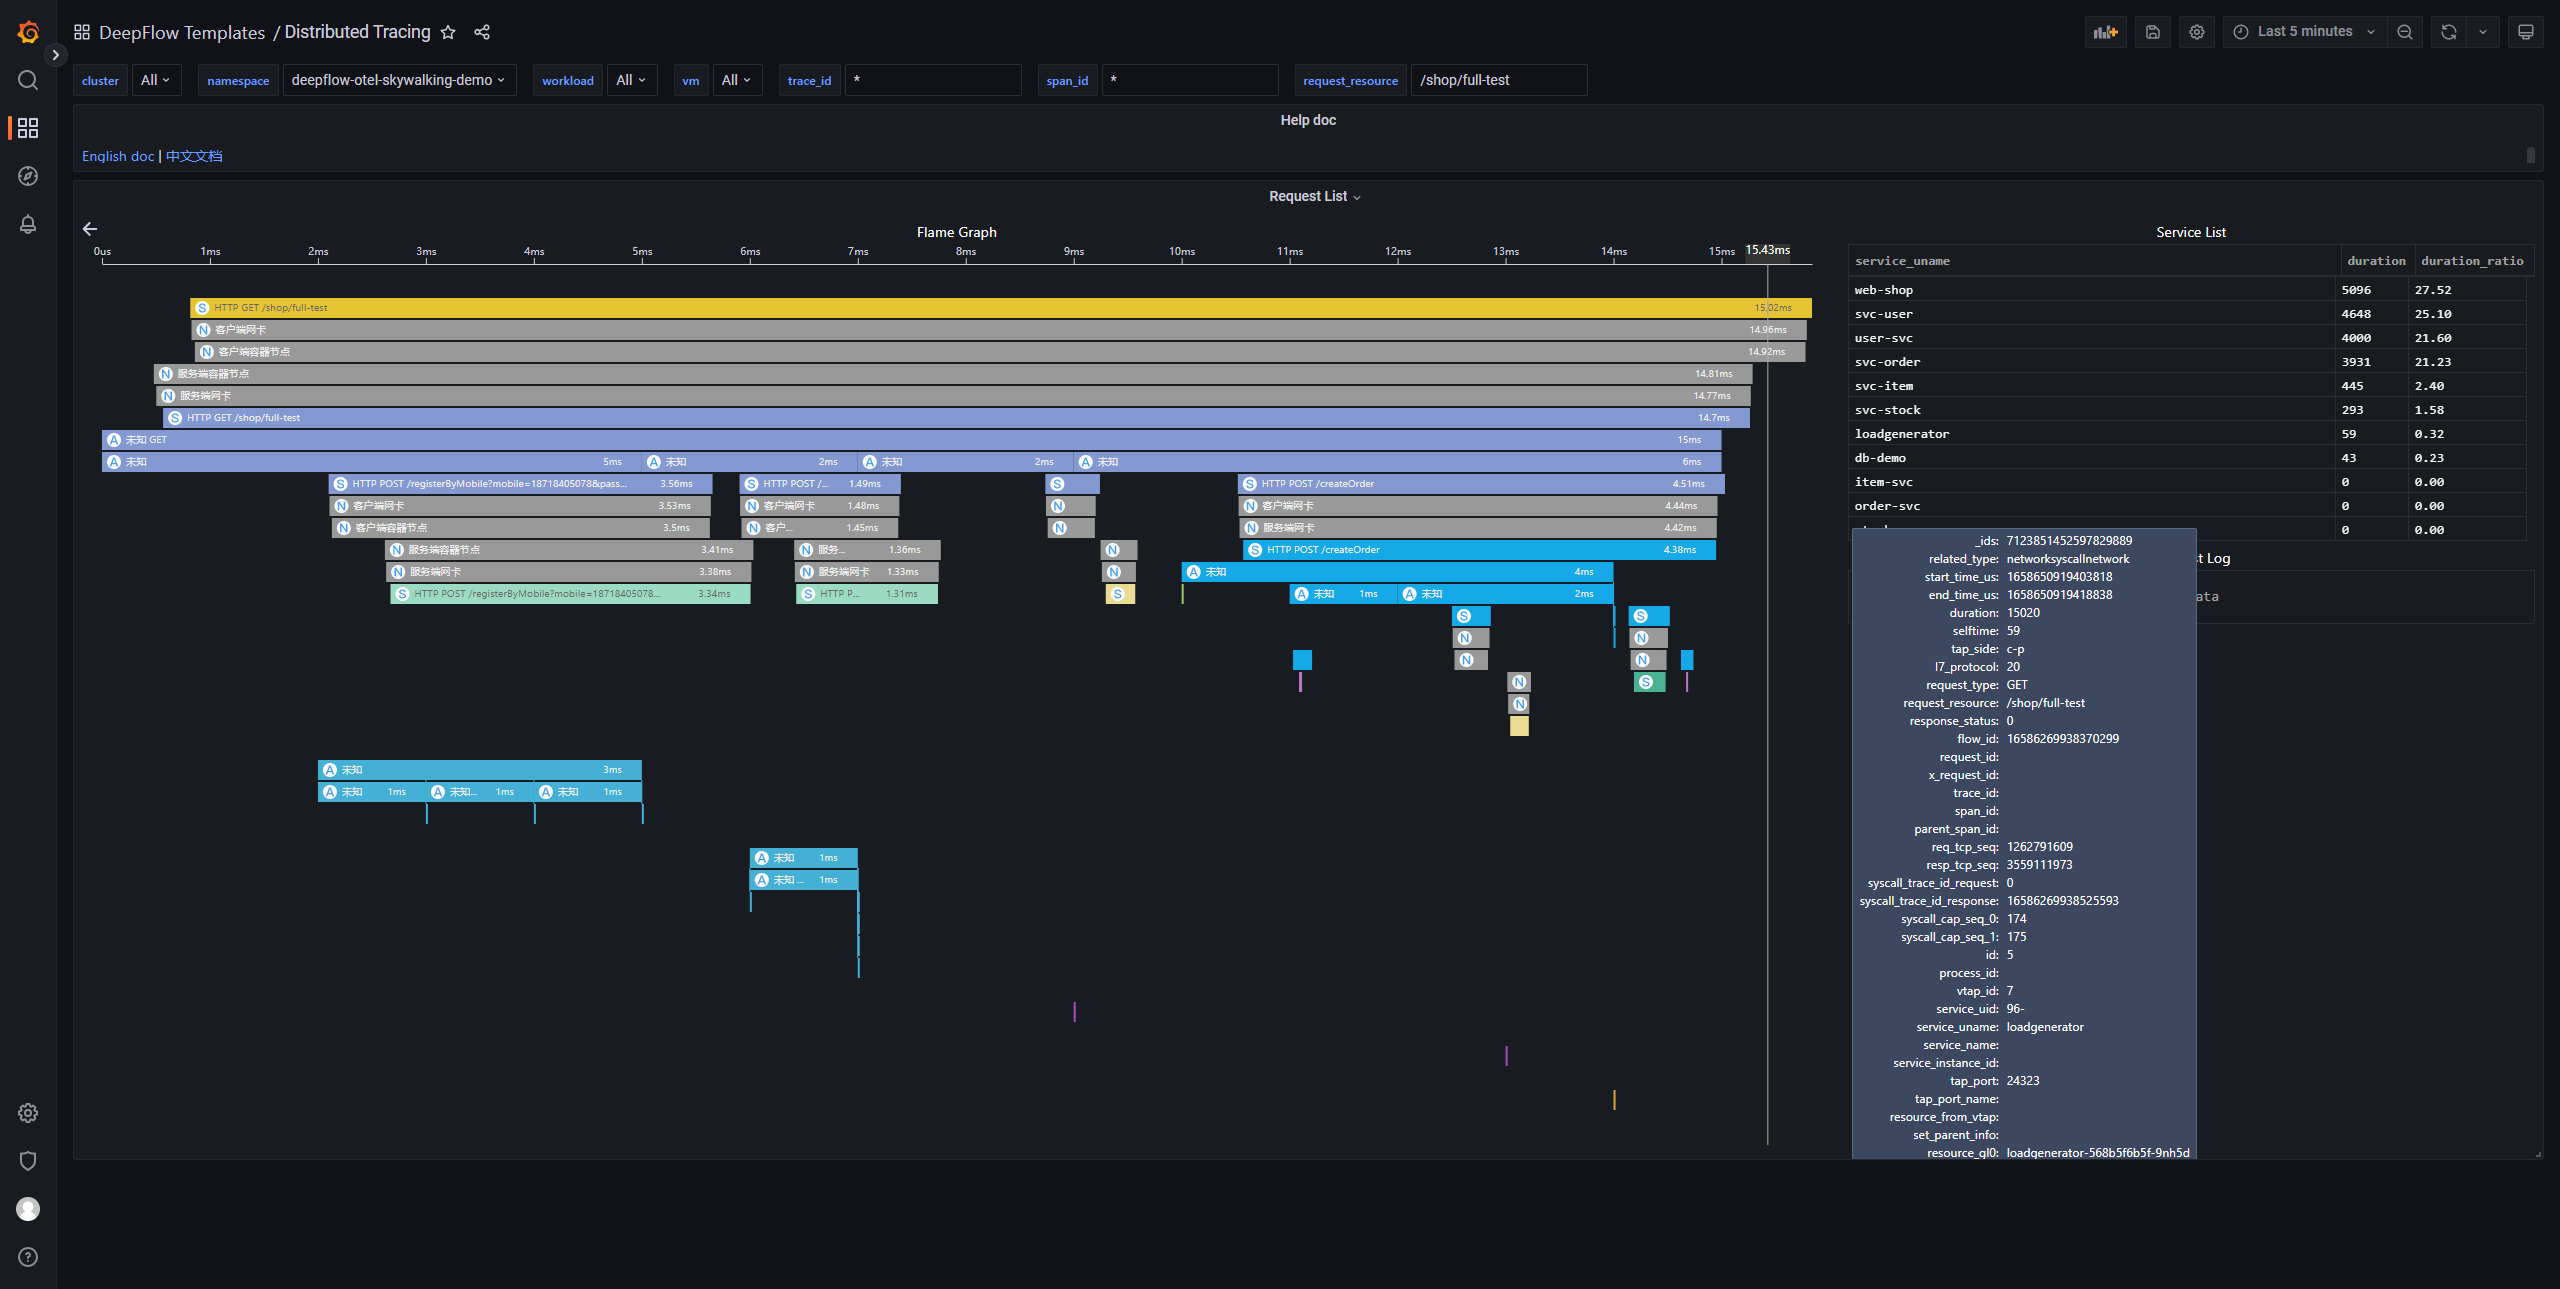 DeepFlow Templates / Distributed Tracing
Last 5 minutes
cluster All namespace deepflow-otel-skywalking-demo workload All vm All trace_id * span_id * request_resource /shop/full-test
Help doc
English doc | 中文文档
Request List
Flame Graph
0us 1ms 2ms 3ms 4ms 5ms 6ms 7ms 8ms 9ms 10ms 11ms 12ms 13ms 14ms 15ms 15.43ms
S HTTP GET /shop/full-test 15.02ms
N 客户端网卡 14.96ms
N 客户端容器节点 14.92ms
N 服务端容器节点 14.81ms
N 服务端网卡 14.77ms
S HTTP GET /shop/full-test 14.7ms
A 未知 GET 15ms
A 未知 5ms A 未知 2ms A 未知 2ms A 未知 6ms
S HTTP POST /registerByMobile?mobile=18718405078&pass... 3.56ms S HTTP POST /... 1.49ms S S HTTP POST /createOrder 4.51ms
N 客户端网卡 3.53ms N 客户端网卡 1.48ms N N 客户端网卡 4.44ms
N 客户端容器节点 3.5ms N 客户... 1.45ms N N 服务端网卡 4.42ms
N 服务端容器节点 3.41ms N 服务... 1.36ms N S HTTP POST /createOrder 4.38ms
N 服务端网卡 3.38ms N 服务端网卡 1.33ms N A 未知 4ms
S HTTP POST /registerByMobile?mobile=18718405078... 3.34ms S HTTP P... 1.31ms S A 未知 1ms A 未知 2ms
S S
N N
N N
N S
N
A 未知 3ms
A 未知 1ms A 未知... 1ms A 未知 1ms
A 未知 1ms
A 未知 ... 1ms
Service List
service_uname duration duration_ratio
web-shop 5096 27.52
svc-user 4648 25.10
user-svc 4000 21.60
svc-order 3931 21.23
svc-item 445 2.40
svc-stock 293 1.58
loadgenerator 59 0.32
db-demo 43 0.23
item-svc 0 0.00
order-svc 0 0.00
0 0.00
t Log
ata
_ids: 7123851452597829889
related_type: networksyscallnetwork
start_time_us: 1658650919403818
end_time_us: 1658650919418838
duration: 15020
selftime: 59
tap_side: c-p
l7_protocol: 20
request_type: GET
request_resource: /shop/full-test
response_status: 0
flow_id: 16586269938370299
request_id:
x_request_id:
trace_id:
span_id:
parent_span_id:
req_tcp_seq: 1262791609
resp_tcp_seq: 3559111973
syscall_trace_id_request: 0
syscall_trace_id_response: 16586269938525593
syscall_cap_seq_0: 174
syscall_cap_seq_1: 175
id: 5
process_id:
vtap_id: 7
service_uid: 96-
service_uname: loadgenerator
service_name:
service_instance_id:
tap_port: 24323
tap_port_name:
resource_from_vtap:
set_parent_info:
resource_gl0: loadgenerator-568b5f6b5f-9nh5d